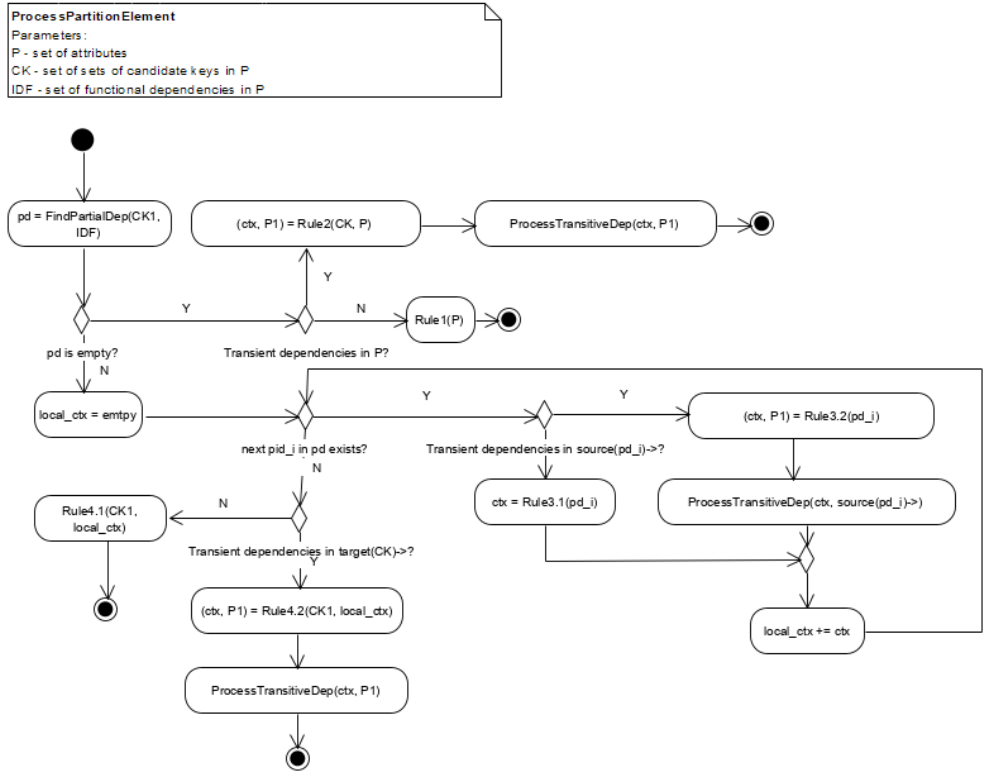 ProcessPartitionElement
Parameters:
P - set of attributes
CK - set of sets of candidate keys in P
IDF - set of functional dependencies in P
pd = FindPartialDep(CK1,
IDF)
(ctx, P1) = Rule2(CK, P)
ProcessTransitiveDep(ctx, P1)
Y
Y
N
Rule1(P)
pd is empty?
Transient dependencies in P?
N
local_ctx = emtpy
Y
Y
(ctx, P1) = Rule3.2(pd_i)
next pid_i in pd exists?
Transient dependencies in source(pd_i)->?
N
ctx = Rule3.1(pd_i)
ProcessTransitiveDep(ctx, source(pd_i)->)
N
Rule4.1(CK1,
local_ctx)
Transient dependencies in target(CK)->?
Y
(ctx, P1) = Rule4.2(CK1, local_ctx)
local_ctx += ctx
ProcessTransitiveDep(ctx, P1)